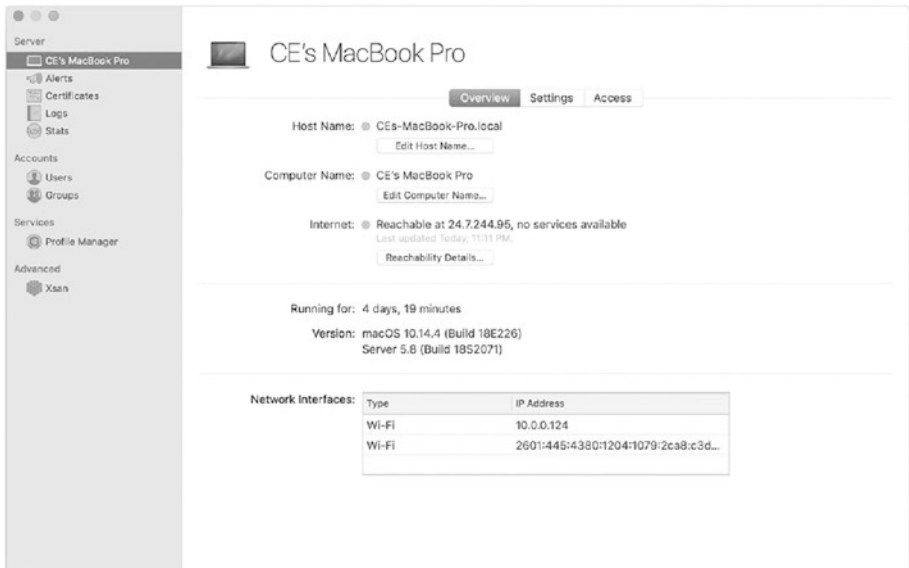 Server
CE's MacBook Pro
Alerts
Certificates
Logs
Stats
Accounts
Users
Groups
Services
Profile Manager
Advanced
Xsan
CE's MacBook Pro
Overview Settings Access
Host Name: CEs-MacBook-Pro.local
Edit Host Name...
Computer Name: CE's MacBook Pro
Edit Computer Name...
Internet: Reachable at 24.7.244.95, no services available
Last updated Today, 11:11 PM.
Reachability Details...
Running for: 4 days, 19 minutes
Version: macOS 10.14.4 (Build 18E226)
Server 5.8 (Build 18S2071)
Network Interfaces:
Type IP Address
Wi-Fi 10.0.0.124
Wi-Fi 2601:445:4380:1204:1079:2ca8:c3d...